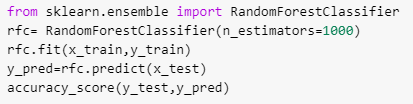 from sklearn.ensemble import RandomForestClassifier
rfc= RandomForestClassifier(n_estimators=1000)
rfc.fit(x_train,y_train)
y_pred=rfc.predict(x_test)
accuracy_score(y_test,y_pred)